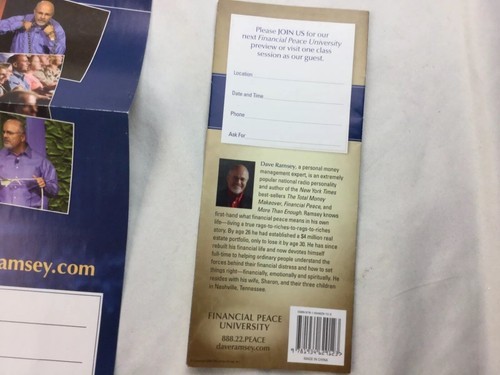 Please JOIN US for our
next Financial Peace University
preview or visit one class
session as our guest.
Location
Date and Time
Phone
Ask For
Dave Ramsey, a personal money
management expert, is an extremely
popular national radio personality
and author of the New York Times
best-sellers The Total Money
Makeover, Financial Peace, and
More Than Enough. Ramsey knows
first-hand what financial peace means in his own
life—living a true rags-to-riches-to-rags-to-riches
story. By age 26 he had established a $4 million real
estate portfolio, only to lose it by age 30. He has since
rebuilt his financial life and now devotes himself
full-time to helping ordinary people understand the
forces behind their financial distress and how to set
things right—financially, emotionally and spiritually. He
resides with his wife, Sharon, and their three children
in Nashville, Tennessee.
FINANCIAL PEACE
UNIVERSITY
888.22.PEACE
daveramsey.com
amsey.com